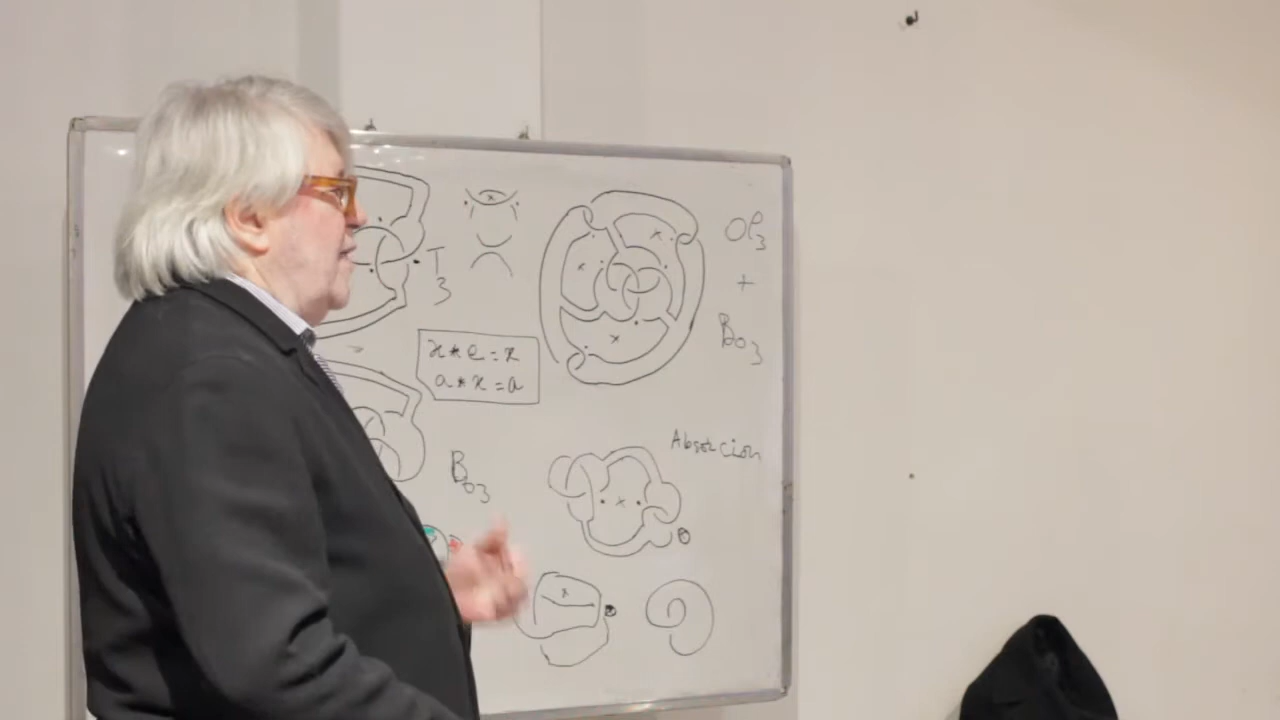 T3
OP3
+
Bo3
x*e=x
a*x=a
Bo3
Absorcion